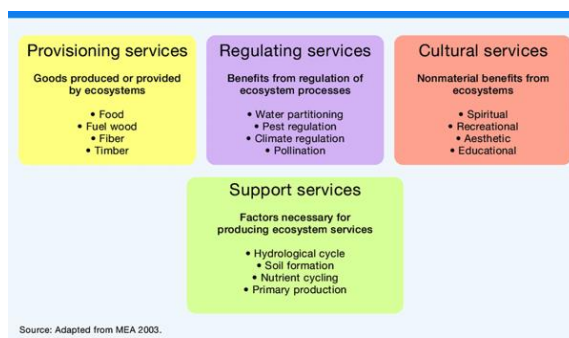 Provisioning services
Goods produced or provided
by ecosystems
• Food
• Fuel wood
• Fiber
• Timber
Regulating services
Benefits from regulation of
ecosystem processes
• Water partitioning
• Pest regulation
• Climate regulation
• Pollination
Cultural services
Nonmaterial benefits from
ecosystems
• Spiritual
• Recreational
• Aesthetic
• Educational
Support services
Factors necessary for
producing ecosystem services
• Hydrological cycle
• Soil formation
• Nutrient cycling
• Primary production
Source: Adapted from MEA 2003.